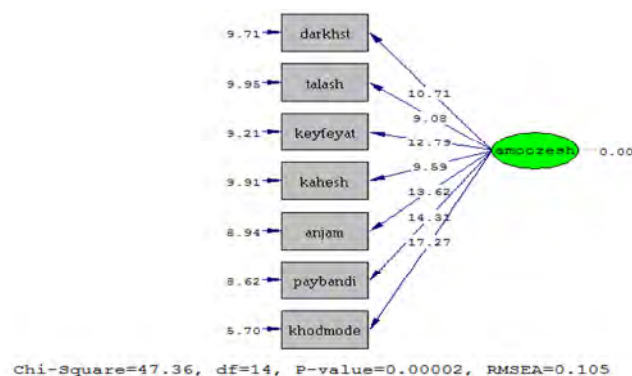 9.71 darkhst
10.71
9.95 talash
9.08
9.21 keyfeyat
12.79
amoozesh 0.00
9.91 kahesh
9.59
13.62
8.94 anjam
14.31
17.27
8.62 paybandi
5.70 khodmode
Chi-Square=47.36, df=14, P-value=0.00002, RMSEA=0.105